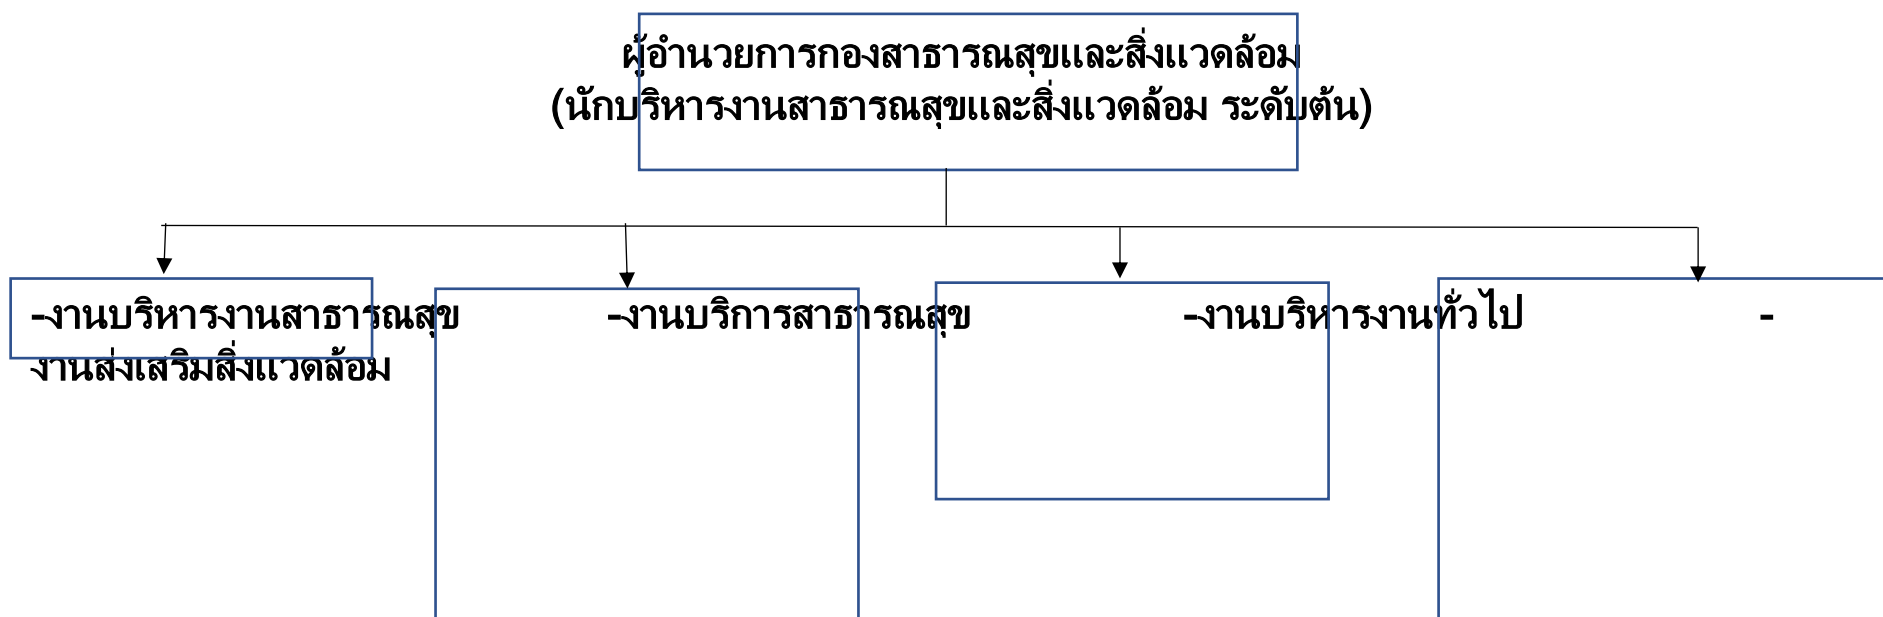 ผู้อำนวยการกองสาธารณสุขและสิ่งแวดล้อม
(นักบริหารงานสาธารณสุขและสิ่งแวดล้อม ระดับต้น)
-งานบริหารงานสาธารณสุข -งานบริการสาธารณสุข -งานบริหารงานทั่วไป -
งานส่งเสริมสิ่งแวดล้อม